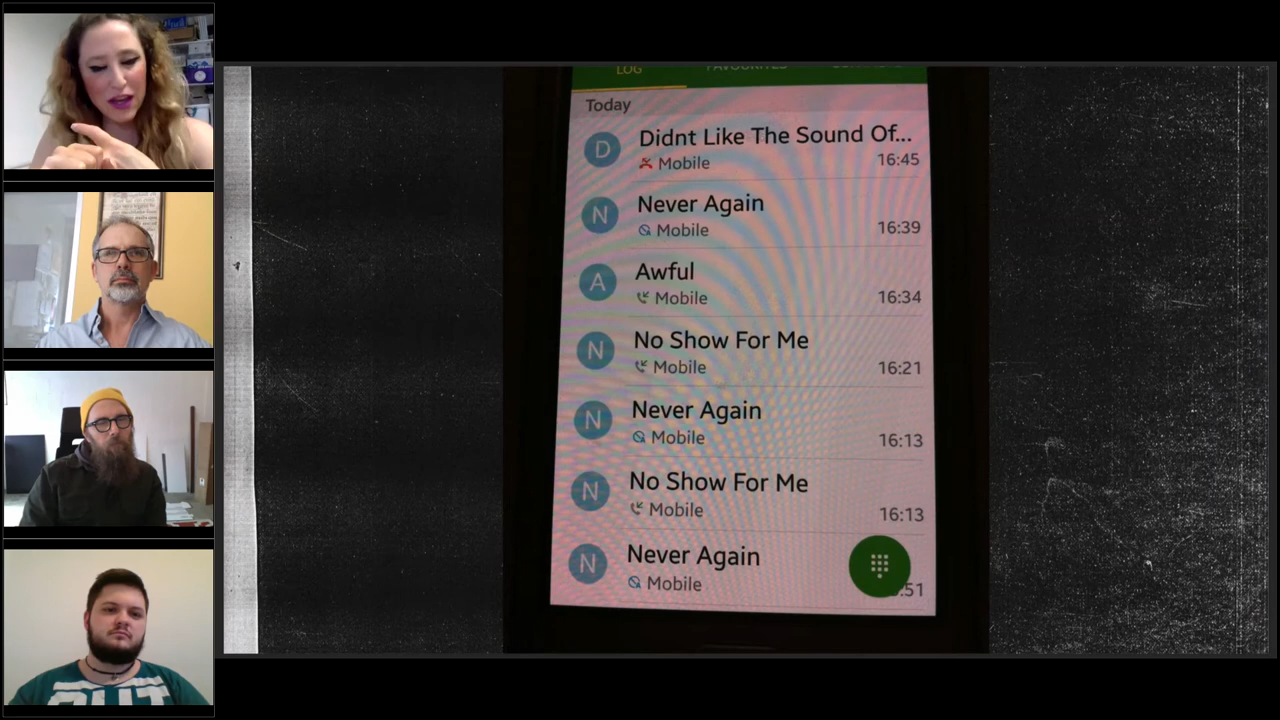 LOG
FAVOURITES
Today
D
Didnt Like The Sound Of...
Mobile
16:45
N
Never Again
Mobile
16:39
A
Awful
Mobile
16:34
N
No Show For Me
Mobile
16:21
N
Never Again
Mobile
16:13
N
No Show For Me
Mobile
16:13
N
Never Again
Mobile
:51